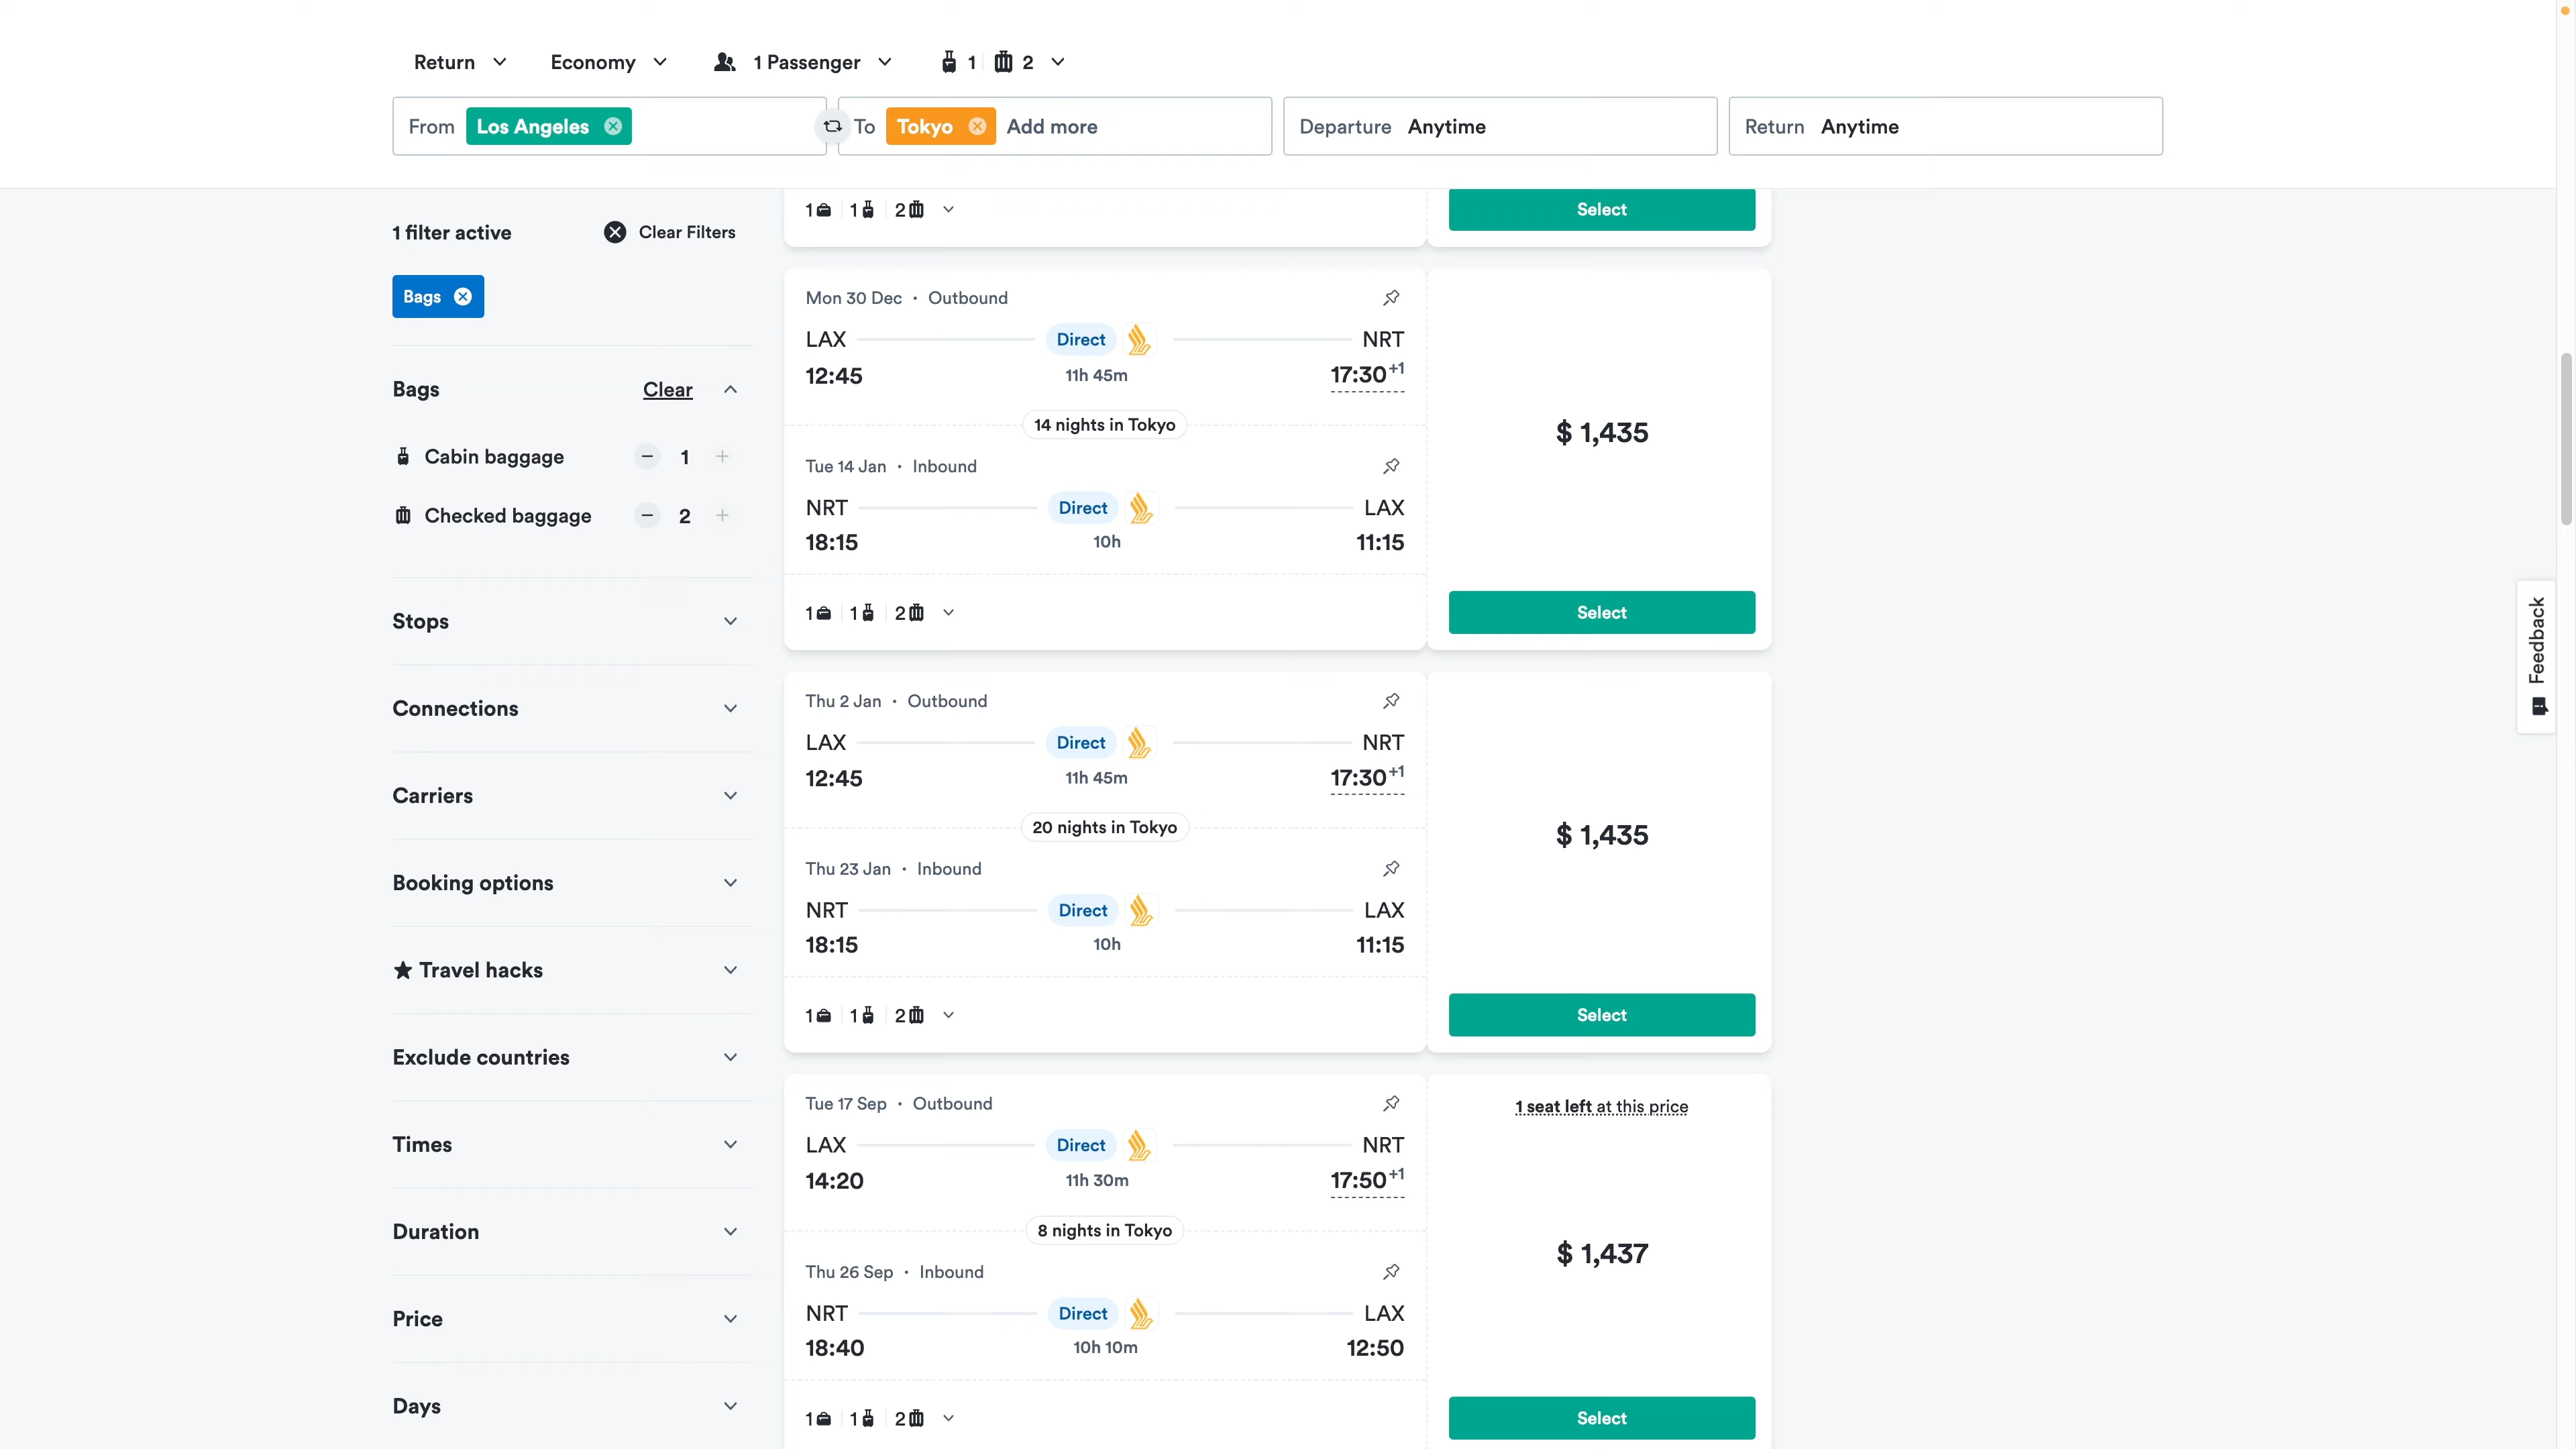 Return
Economy
1 Passenger
1
2
From
Los Angeles
To
Tokyo
Add more
Departure
Anytime
Return
Anytime
1 filter active
Clear Filters
Bags
Bags
Clear
Cabin baggage
1
Checked baggage
2
Stops
Connections
Carriers
Booking options
Travel hacks
Exclude countries
Times
Duration
Price
Days
1 1 2
Select
Mon 30 Dec • Outbound
LAX Direct NRT
12:45 11h 45m 17:30+1
14 nights in Tokyo
Tue 14 Jan • Inbound
NRT Direct LAX
18:15 10h 11:15
1 1 2
$ 1,435
Select
Thu 2 Jan • Outbound
LAX Direct NRT
12:45 11h 45m 17:30+1
20 nights in Tokyo
Thu 23 Jan • Inbound
NRT Direct LAX
18:15 10h 11:15
1 1 2
$ 1,435
Select
Tue 17 Sep • Outbound
LAX Direct NRT
14:20 11h 30m 17:50+1
8 nights in Tokyo
Thu 26 Sep • Inbound
NRT Direct LAX
18:40 10h 10m 12:50
1 1 2
1 seat left at this price
$ 1,437
Select
Feedback